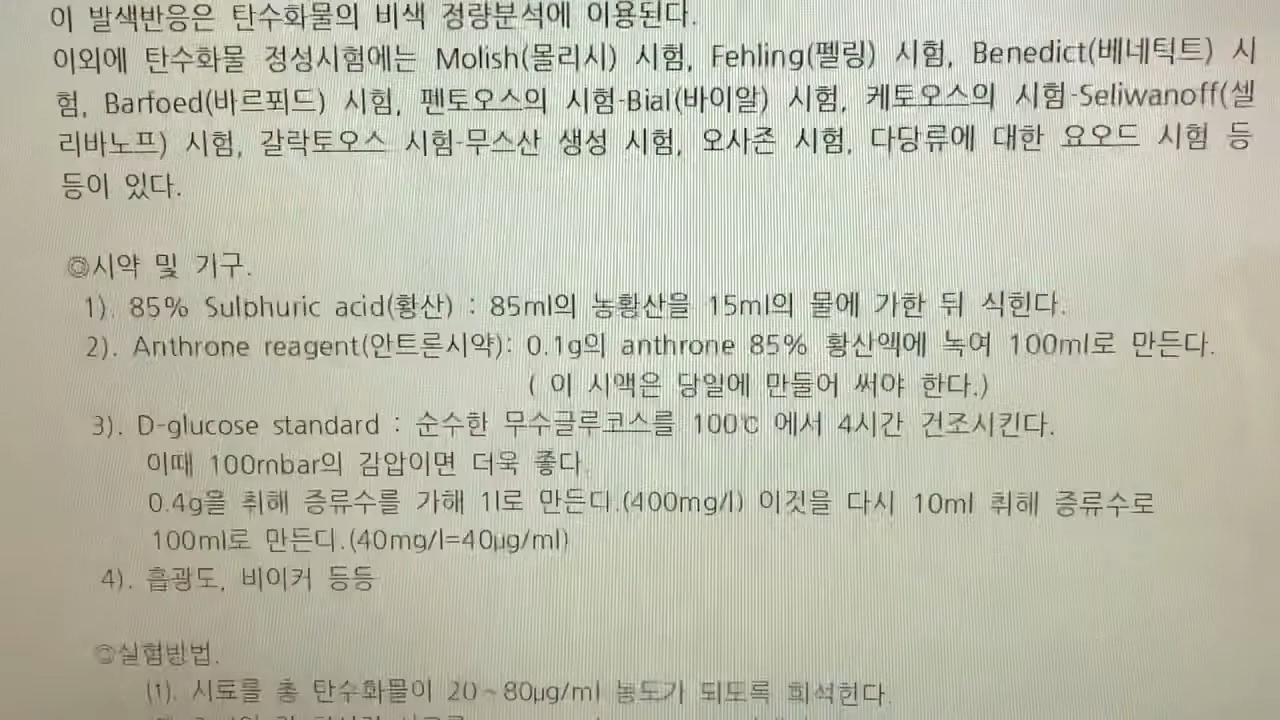 이 발색반응은 탄수화물의 비색 정량분석에 이용된다.
이외에 탄수화물 정성시험에는 Molish(몰리시) 시험, Fehling(펠링) 시험, Benedict(배네틱트) 시
험, Barfoed(바르푀드) 시험, 펜토오스의 시험-Bial(바이알) 시험, 케토오스의 시험-Seliwanoff(셀
리바노프) 시험, 갈락토오스 시험-무스산 생성 시험, 오사존 시험, 다당류에 대한 요오드 시험 등
등이 있다.
◎시약 및 기구.
1). 85% Sulphuric acid(황산) : 85ml의 농황산을 15ml의 물에 가한 뒤 식힌다.
2). Anthrone reagent(안트론시약): 0.1g의 anthrone 85% 황산액에 녹여 100ml로 만든다.
( 이 시액은 당일에 만들어 써야 한다.)
3). D-glucose standard : 순수한 무수글루코스를 100℃ 에서 4시간 건조시킨다.
이때 100mbar의 감압이면 더욱 좋다.
0.4g을 취해 증류수를 가해 1l로 만든디.(400mg/l) 이것을 다시 10ml 취해 증류수로
100ml로 만든디.(40mg/l=40μg/ml)
4). 흡광도, 비이커 등등
◎실험방법.
(1). 시료를 총 탄수화물이 20~80μg/ml 농도가 되도록 희석한다.